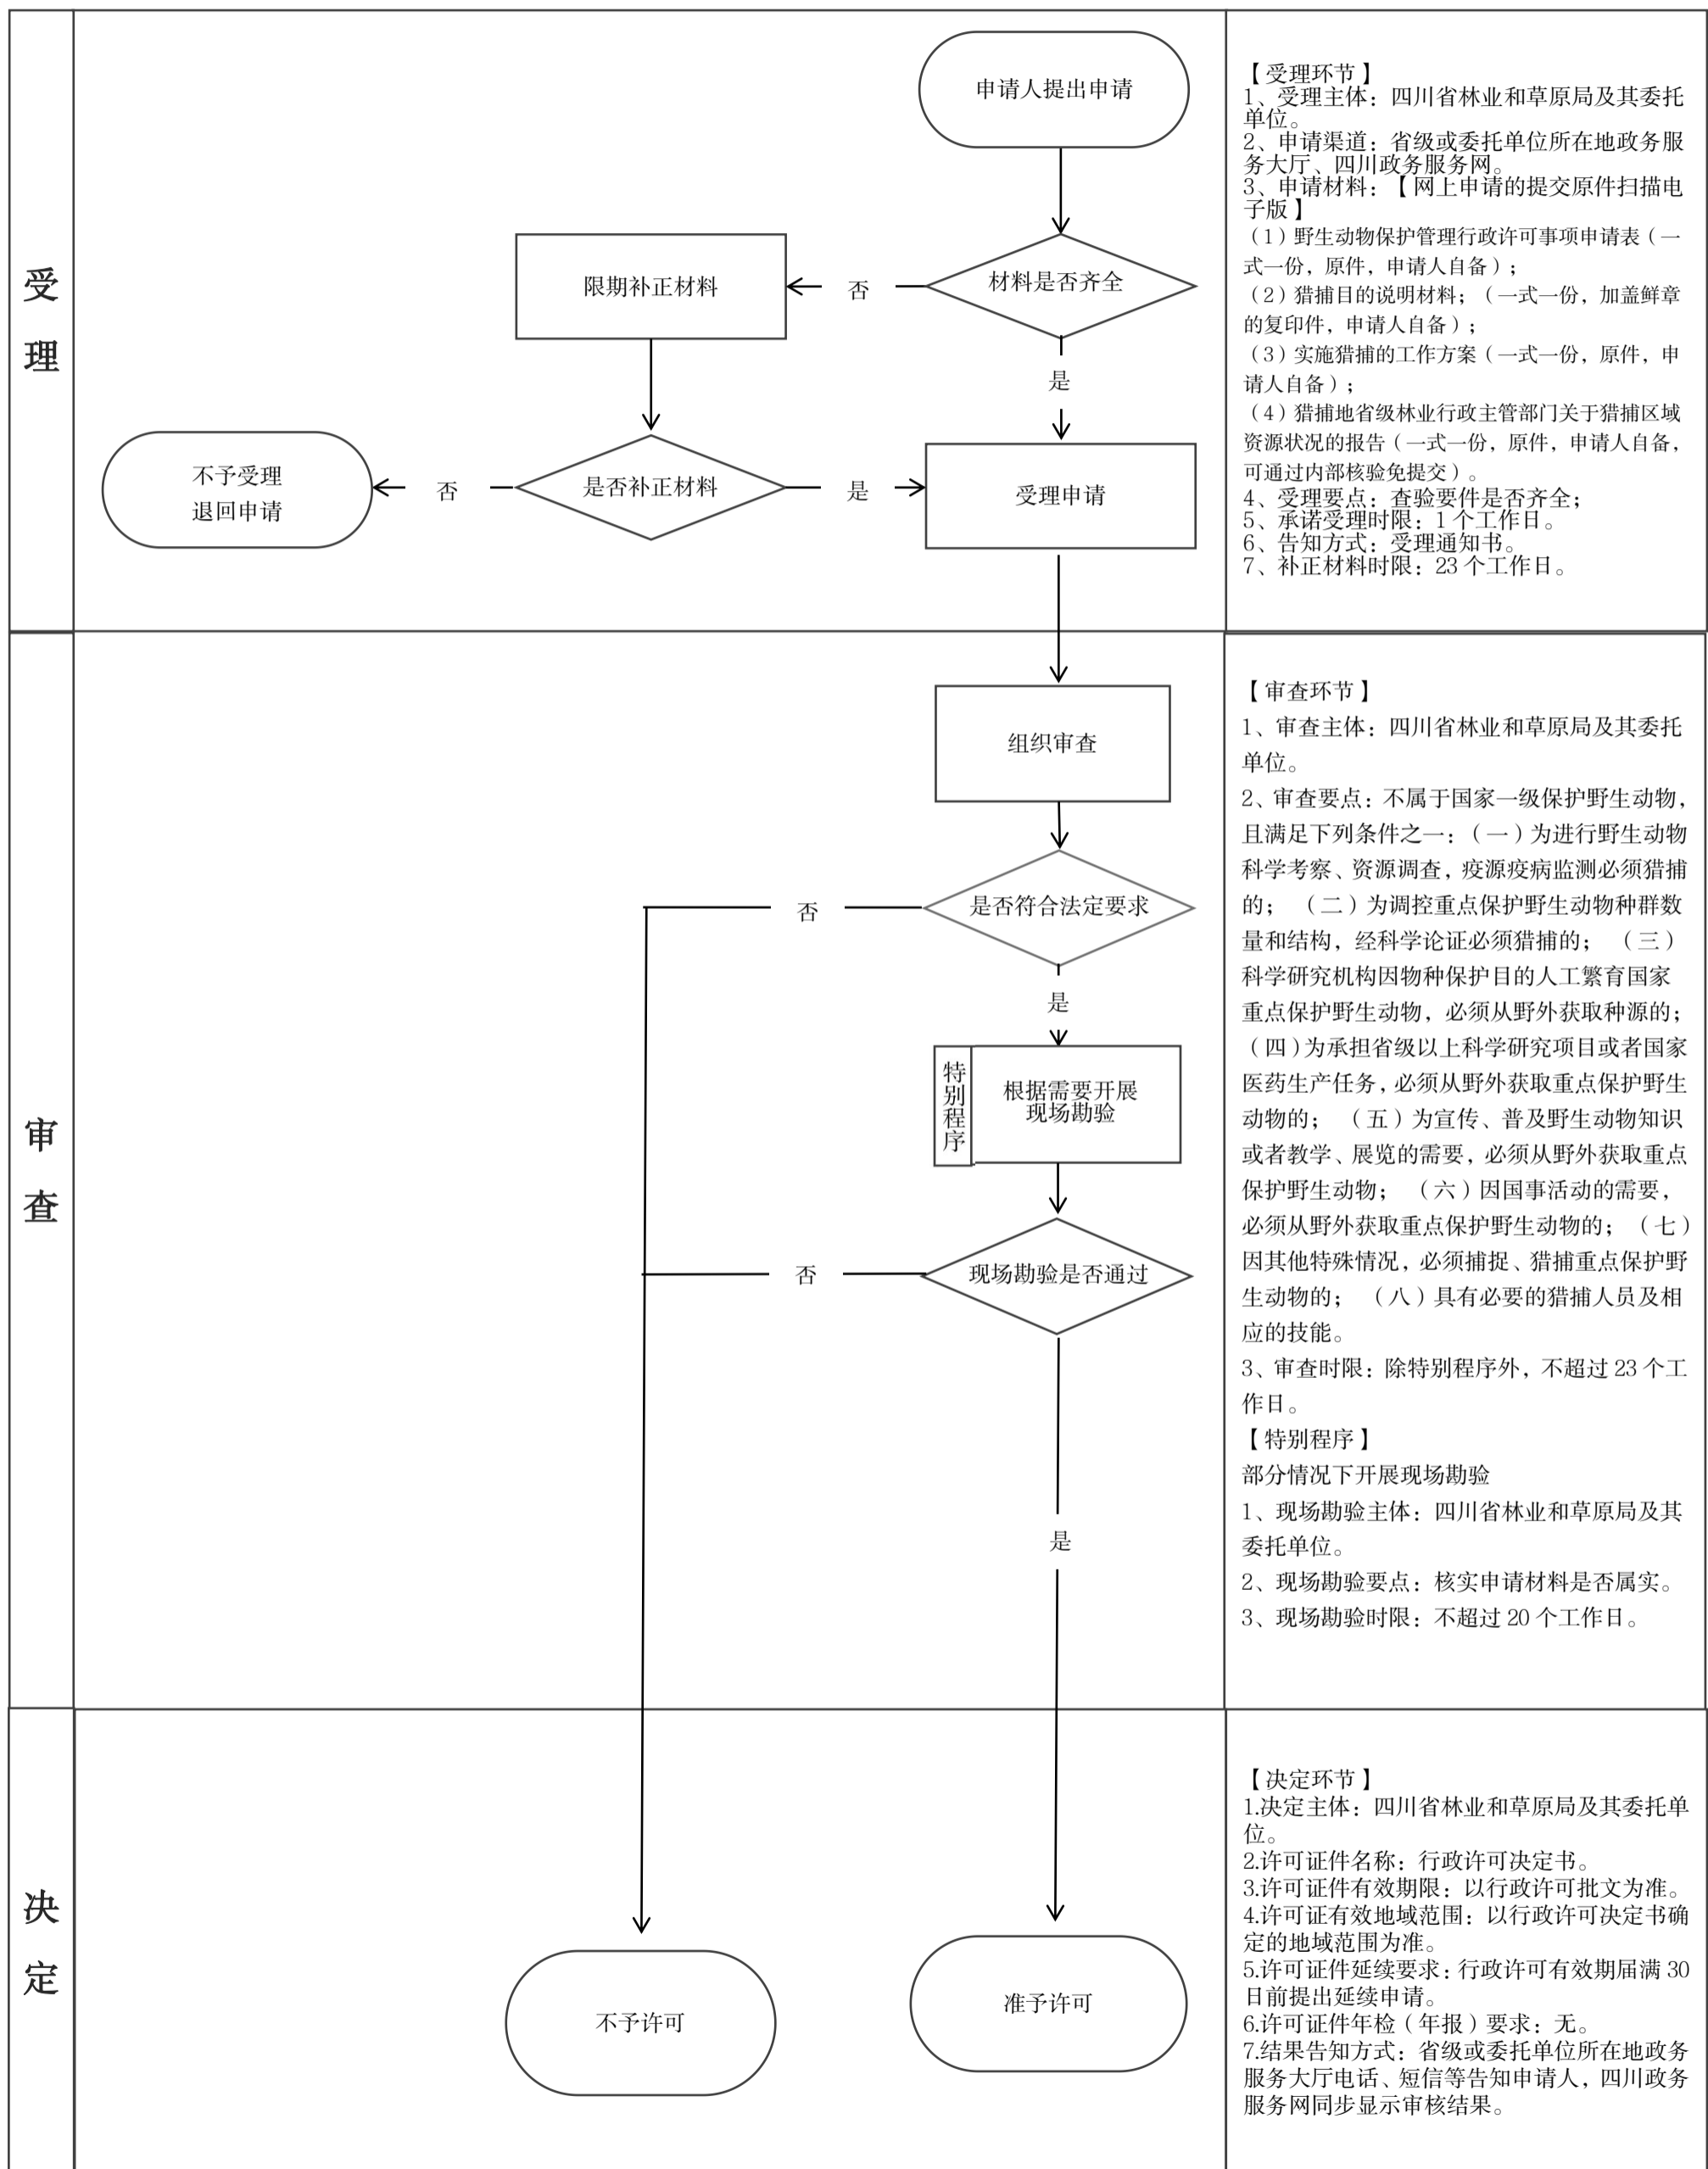 受
理
申请人提出申请
材料是否齐全
否
限期补正材料
是
是否补正材料
否
是
不予受理
退回申请
受理申请
【受理环节】
1、受理主体：四川省林业和草原局及其委托
单位。
2、申请渠道：省级或委托单位所在地政务服
务大厅、四川政务服务网。
3、申请材料：【网上申请的提交原件扫描电
子版】
（1）野生动物保护管理行政许可事项申请表（一
式一份，原件，申请人自备）；
（2）猎捕目的说明材料；（一式一份，加盖鲜章
的复印件，申请人自备）；
（3）实施猎捕的工作方案（一式一份，原件，申
请人自备）；
（4）猎捕地省级林业行政主管部门关于猎捕区域
资源状况的报告（一式一份，原件，申请人自备，
可通过内部核验免提交）。
4、受理要点：查验要件是否齐全；
5、承诺受理时限：1 个工作日。
6、告知方式：受理通知书。
7、补正材料时限：23 个工作日。
审
查
组织审查
是否符合法定要求
否
是
特别程序
根据需要开展
现场勘验
现场勘验是否通过
否
是
【审查环节】
1、审查主体：四川省林业和草原局及其委托
单位。
2、审查要点：不属于国家一级保护野生动物，
且满足下列条件之一：（一）为进行野生动物
科学考察、资源调查，疫源疫病监测必须猎捕
的； （二）为调控重点保护野生动物种群数
量和结构，经科学论证必须猎捕的； （三）
科学研究机构因物种保护目的人工繁育国家
重点保护野生动物，必须从野外获取种源的；
（四）为承担省级以上科学研究项目或者国家
医药生产任务，必须从野外获取重点保护野生
动物的； （五）为宣传、普及野生动物知识
或者教学、展览的需要，必须从野外获取重点
保护野生动物； （六）因国事活动的需要，
必须从野外获取重点保护野生动物的； （七）
因其他特殊情况，必须捕捉、猎捕重点保护野
生动物的； （八）具有必要的猎捕人员及相
应的技能。
3、审查时限：除特别程序外，不超过 23 个工
作日。
【特别程序】
部分情况下开展现场勘验
1、现场勘验主体：四川省林业和草原局及其
委托单位。
2、现场勘验要点：核实申请材料是否属实。
3、现场勘验时限：不超过 20 个工作日。
决
定
不予许可
准予许可
【决定环节】
1.决定主体：四川省林业和草原局及其委托单
位。
2.许可证件名称：行政许可决定书。
3.许可证件有效期限：以行政许可批文为准。
4.许可证有效地域范围：以行政许可决定书确
定的地域范围为准。
5.许可证件延续要求：行政许可有效期届满 30
日前提出延续申请。
6.许可证件年检（年报）要求：无。
7.结果告知方式：省级或委托单位所在地政务
服务大厅电话、短信等告知申请人，四川政务
服务网同步显示审核结果。